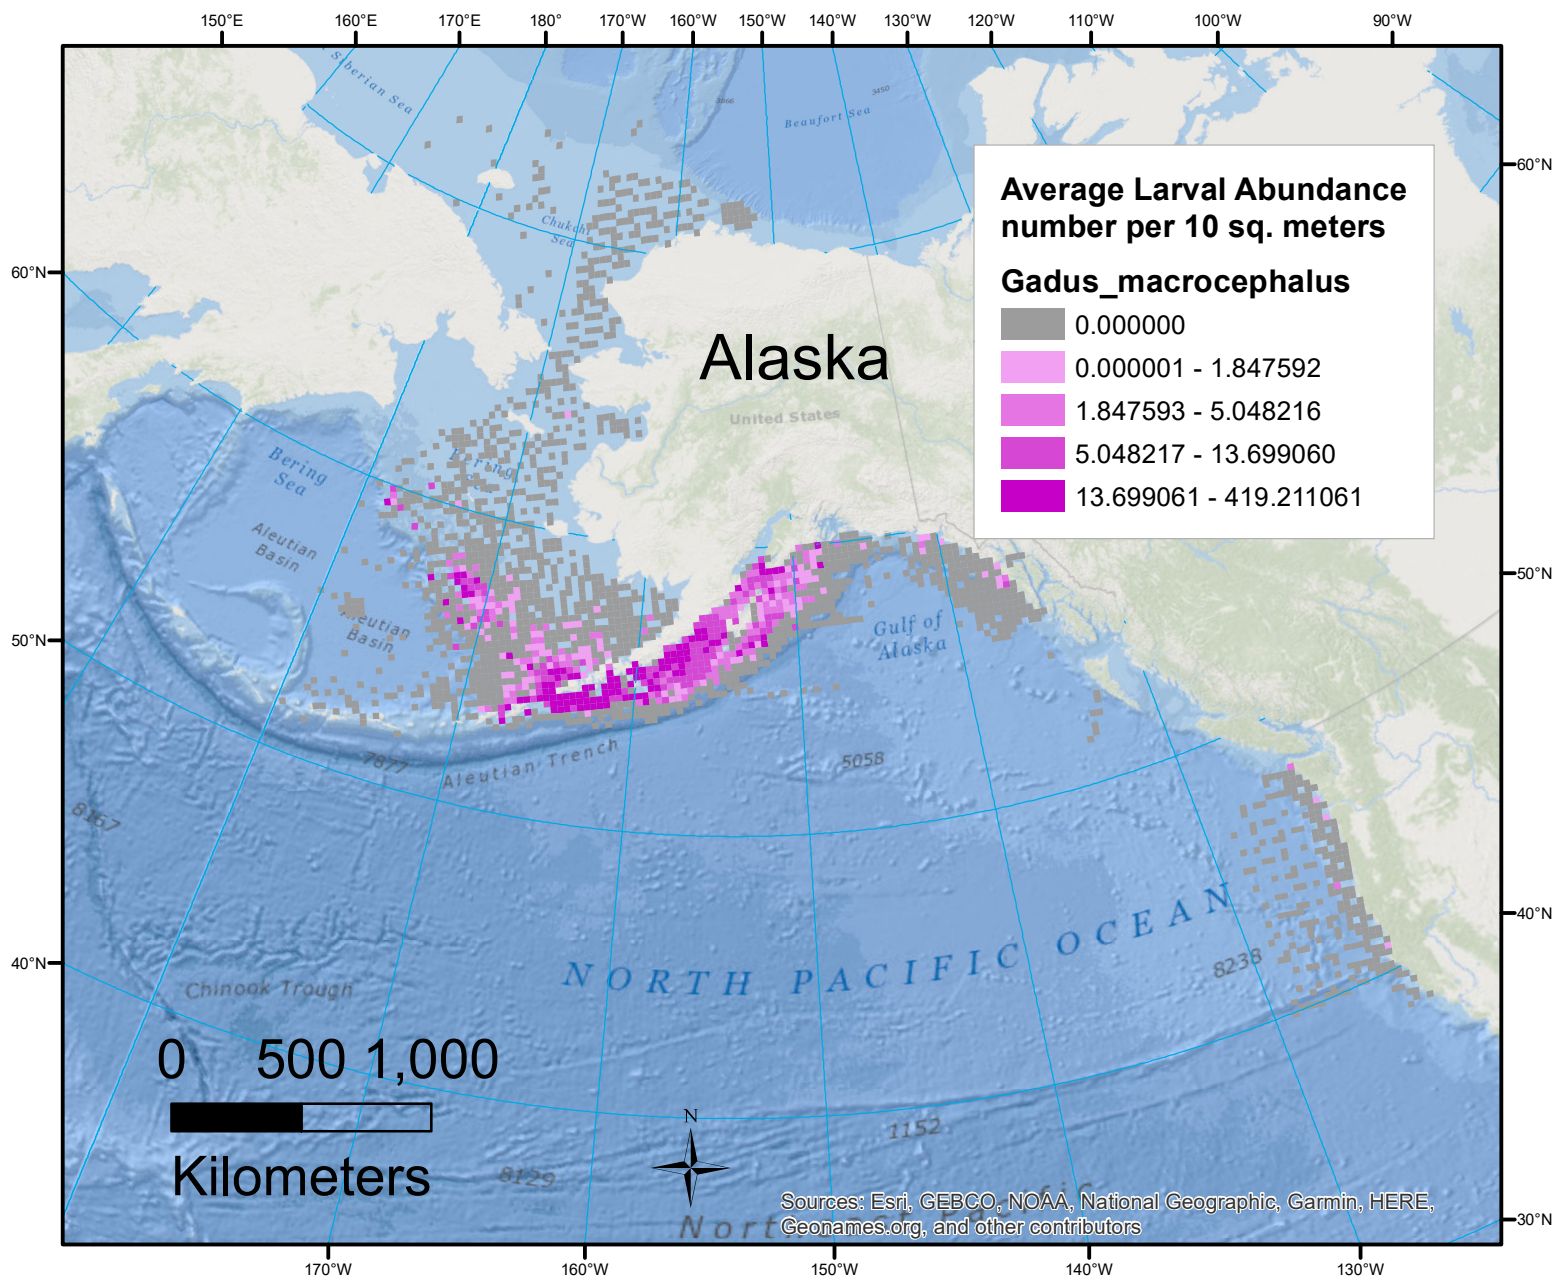 150°E 160°E 170°E 180° 170°W 160°W 150°W 140°W 130°W 120°W 110°W 100°W 90°W
Siberian Sea
3866
3450
Beaufort Sea
60°N
Average Larval Abundance
number per 10 sq. meters
Gadus_macrocephalus
0.000000
0.000001 - 1.847592
1.847593 - 5.048216
5.048217 - 13.699060
13.699061 - 419.211061
Chukchi
Sea
60°N
Alaska
United States
Bering
Sea
Bering
Aleutian
Basin
50°N
Aleutian
Basin
Gulf of
Alaska
50°N
7877
Aleutian Trench
5058
8167
40°N
NORTH PACIFIC OCEAN
8238
40°N
Chinook Trough
0 500 1,000
Kilometers
N
1152
8129
Sources: Esri, GEBCO, NOAA, National Geographic, Garmin, HERE,
Geonames.org, and other contributors
Pacific
30°N
170°W 160°W 150°W 140°W 130°W